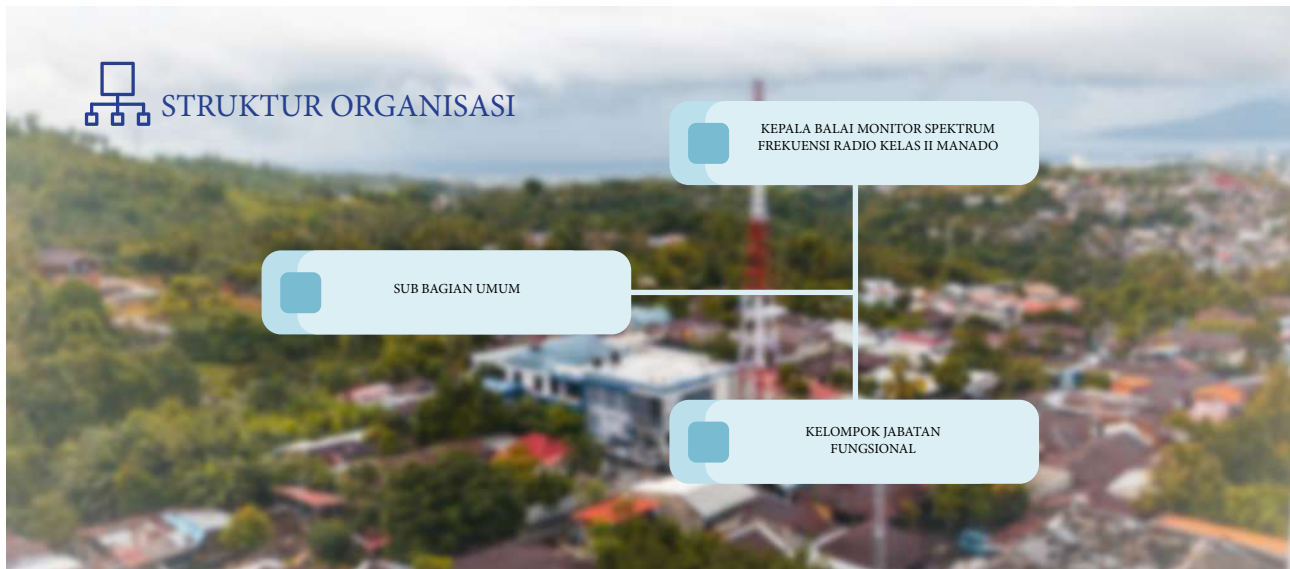 STRUKTUR ORGANISASI
KEPALA BALAI MONITOR SPEKTRUM
FREKUENSI RADIO KELAS II MANADO
SUB BAGIAN UMUM
KELOMPOK JABATAN
FUNGSIONAL